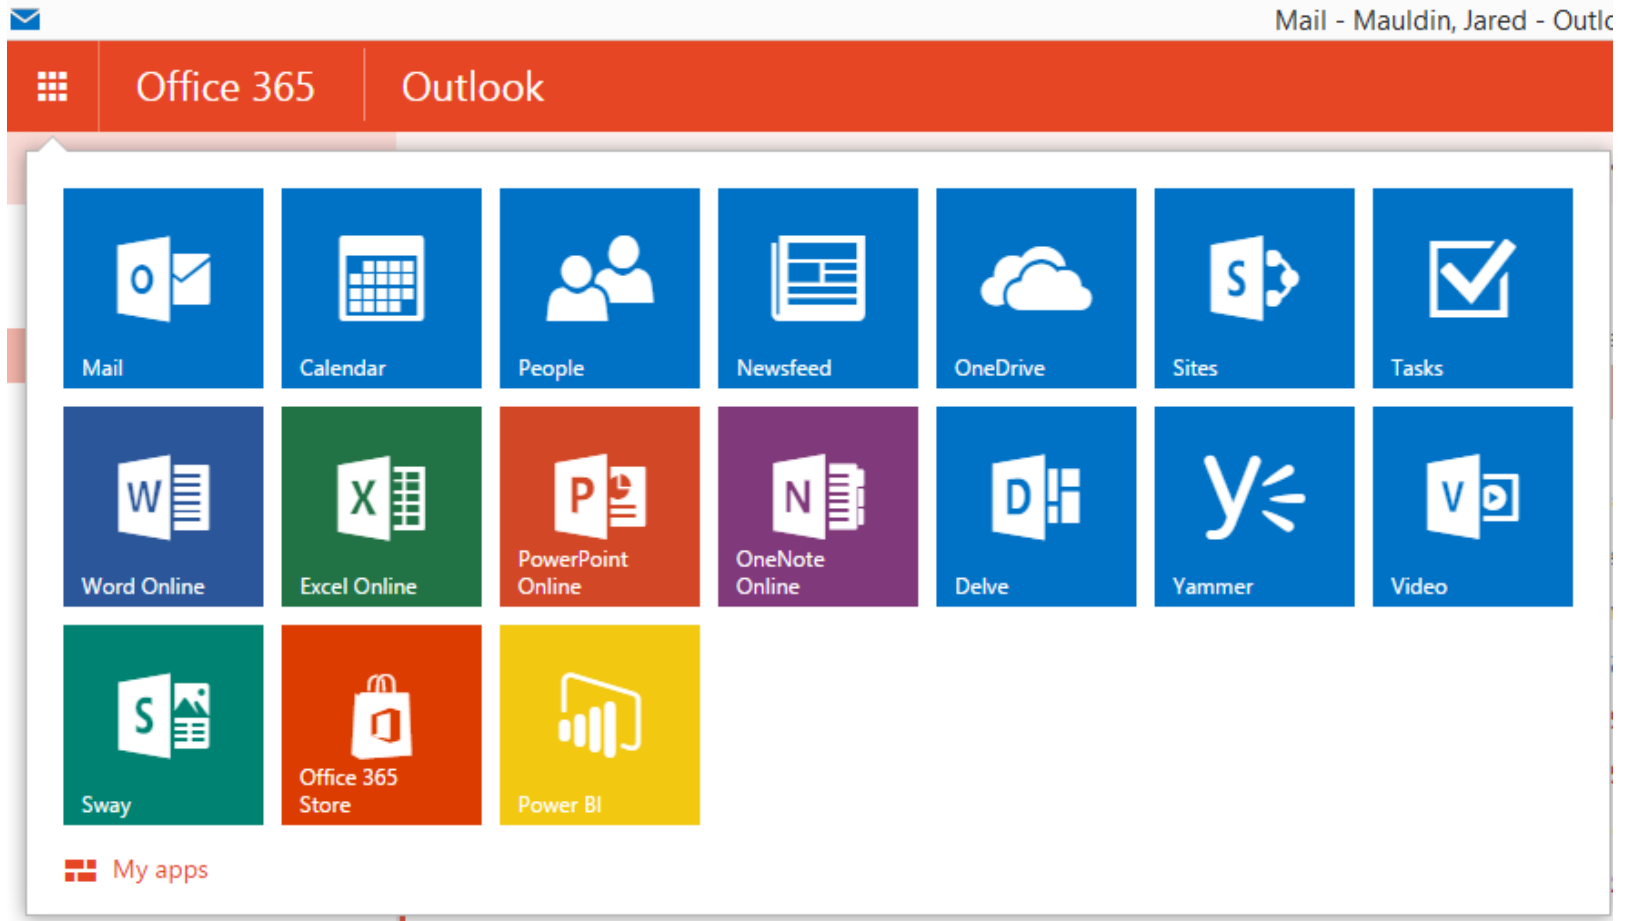 Mail - Mauldin, Jared - Outlo
Office 365
Outlook
Mail
Calendar
People
Newsfeed
OneDrive
Sites
Tasks
Word Online
Excel Online
PowerPoint
Online
OneNote
Online
Delve
Yammer
Video
Sway
Office 365
Store
Power BI
My apps